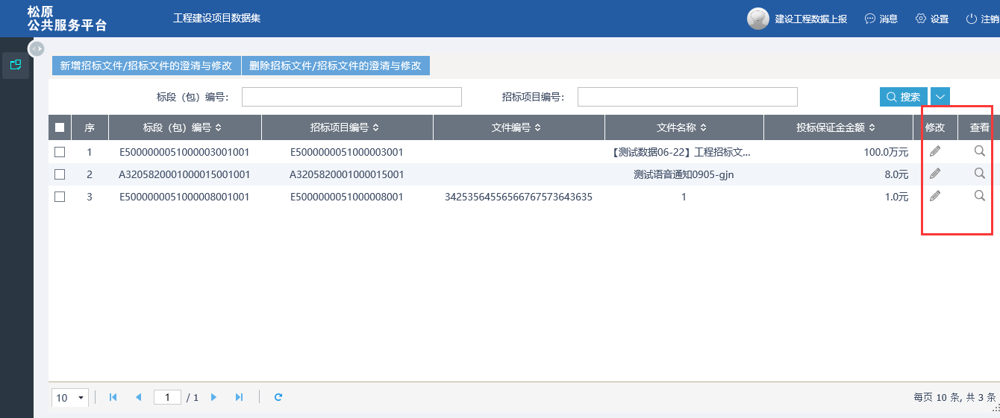 松原
公共服务平台
工程建设项目数据集
建设工程数据上报
消息
设置
注销
新增招标文件/招标文件的澄清与修改
删除招标文件/招标文件的澄清与修改
标段（包）编号：
招标项目编号：
搜索
序 标段（包）编号 招标项目编号 文件编号 文件名称 投标保证金金额 修改 查看
1 E5000000051000003001001 E5000000051000003001 【测试数据06-22】工程招标文... 100.0万元
2 A3205820001000015001001 A3205820001000015001 测试语音通知0905-gjn 8.0元
3 E5000000051000008001001 E5000000051000008001 34253564556566767573643635 1 1.0元
10 1 / 1 每页 10 条, 共 3 条